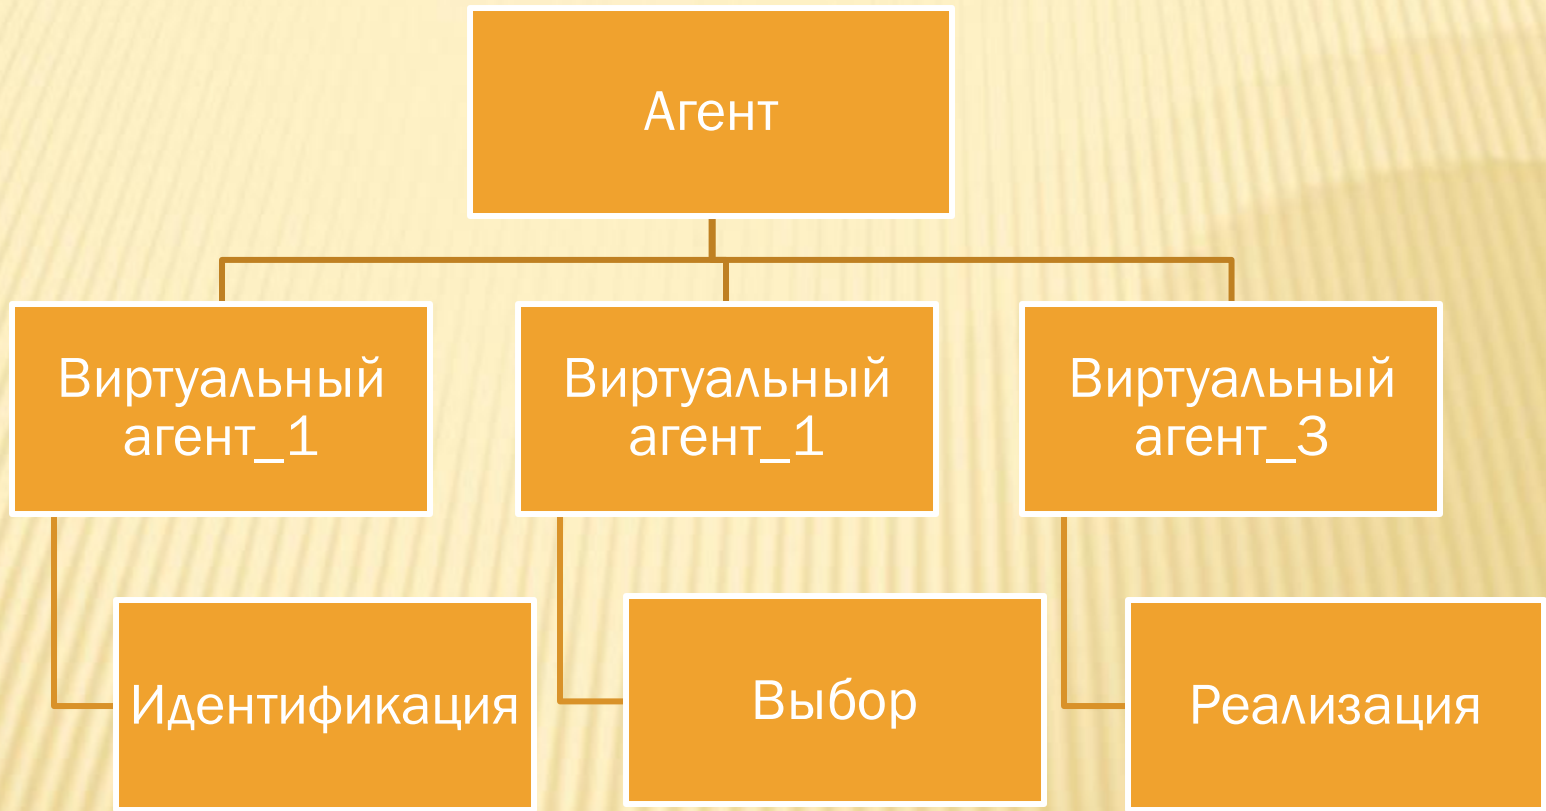 Агент
Виртуальный
агент_1
Виртуальный
агент_1
Виртуальный
агент_3
Идентификация
Выбор
Реализация